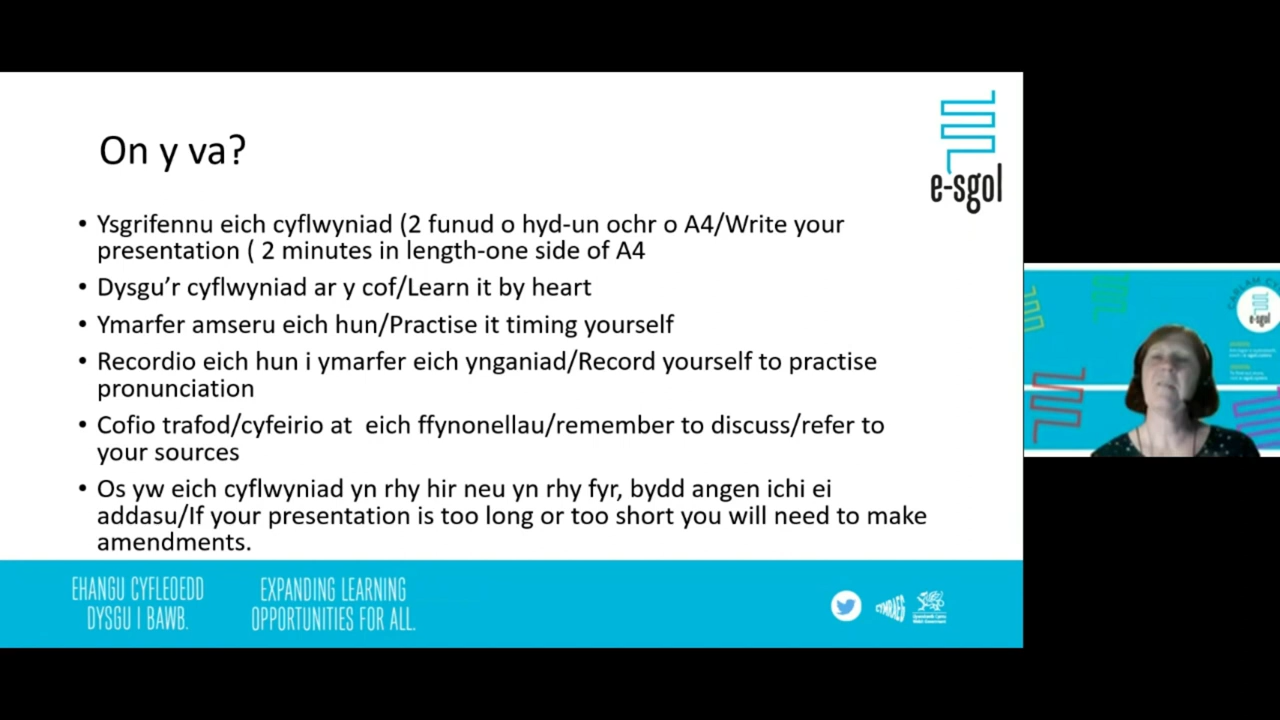 On y va?
e-sgol
• Ysgrifennu eich cyflwyniad (2 funud o hyd-un ochr o A4/Write your
presentation ( 2 minutes in length-one side of A4
• Dysgu’r cyflwyniad ar y cof/Learn it by heart
• Ymarfer amseru eich hun/Practise it timing yourself
• Recordio eich hun i ymarfer eich ynganiad/Record yourself to practise
pronunciation
• Cofio trafod/cyfeirio at  eich ffynonellau/remember to discuss/refer to
your sources
• Os yw eich cyflwyniad yn rhy hir neu yn rhy fyr, bydd angen ichi ei
addasu/If your presentation is too long or too short you will need to make
amendments.
EHANGU CYFLEOEDD
DYSGU I BAWB.
EXPANDING LEARNING
OPPORTUNITIES FOR ALL.
CYMRAEG
e-sgol